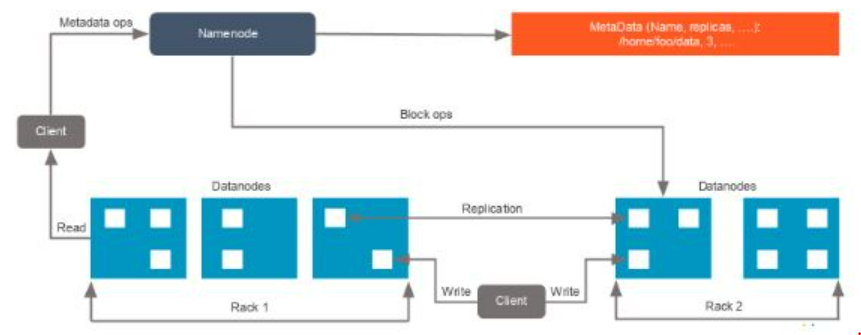 Metadata ops
Namenode
MetaData (Name, replicas, ....):
/home/foo/data, 3, ....
Block ops
Client
Datanodes
Datanodes
Read
Replication
Write
Client
Write
Rack 1
Rack 2